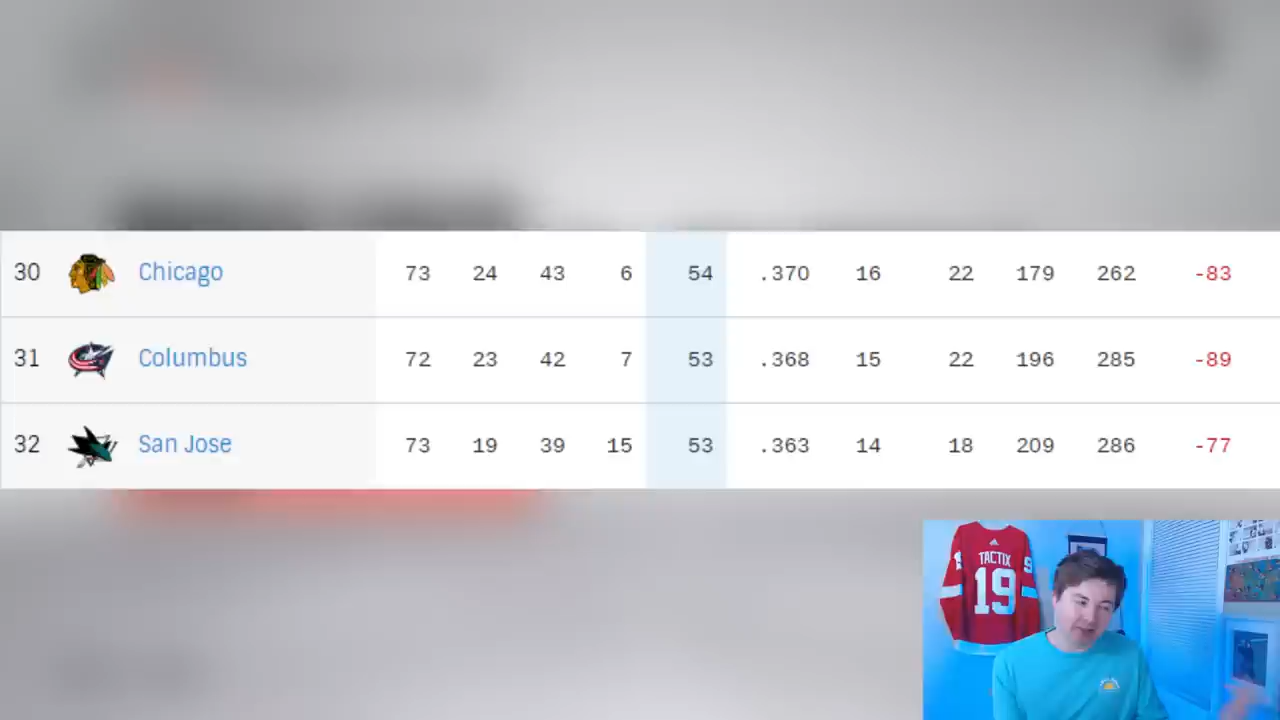 30 Chicago 73 24 43 6 54 .370 16 22 179 262 -83
31 Columbus 72 23 42 7 53 .368 15 22 196 285 -89
32 San Jose 73 19 39 15 53 .363 14 18 209 286 -77
TACTIX
19